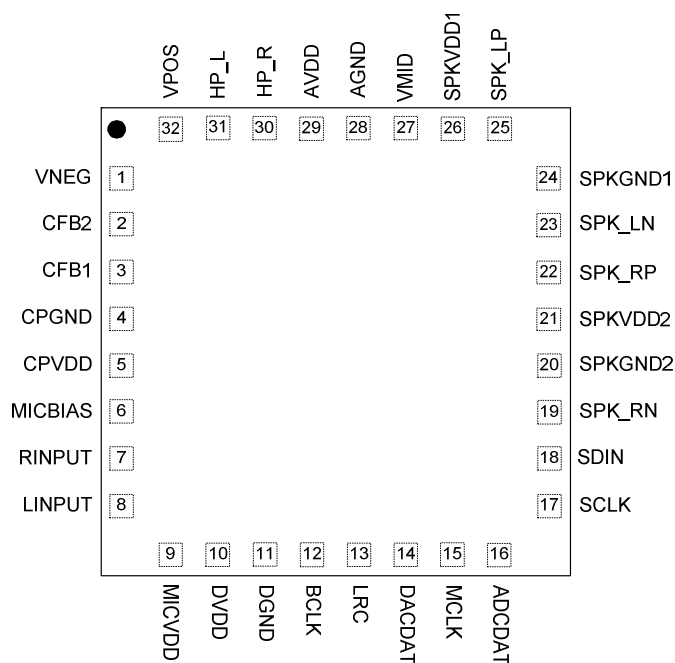 VPOS
HP_L
HP_R
AVDD
AGND
VMID
SPKVDD1
SPK_LP
32
31
30
29
28
27
26
25
VNEG 1
CFB2 2
CFB1 3
CPGND 4
CPVDD 5
MICBIAS 6
RINPUT 7
LINPUT 8
24 SPKGND1
23 SPK_LN
22 SPK_RP
21 SPKVDD2
20 SPKGND2
19 SPK_RN
18 SDIN
17 SCLK
9
10
11
12
13
14
15
16
MICVDD
DVDD
DGND
BCLK
LRC
DACDAT
MCLK
ADCDAT